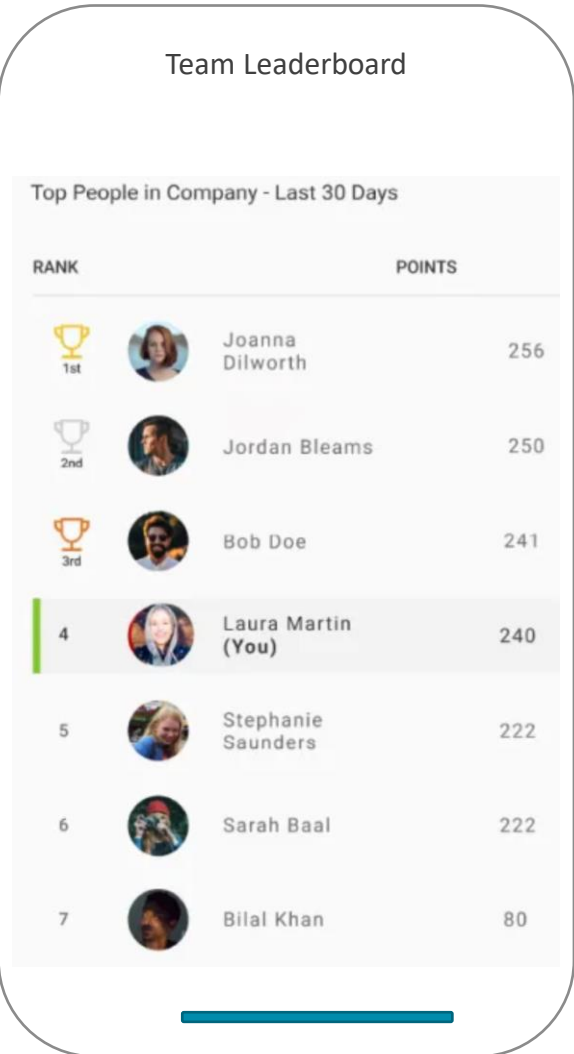 Team Leaderboard
Top People in Company - Last 30 Days
RANK POINTS
1st Joanna Dilworth 256
2nd Jordan Bleams 250
3rd Bob Doe 241
4 Laura Martin (You) 240
5 Stephanie Saunders 222
6 Sarah Baal 222
7 Bilal Khan 80